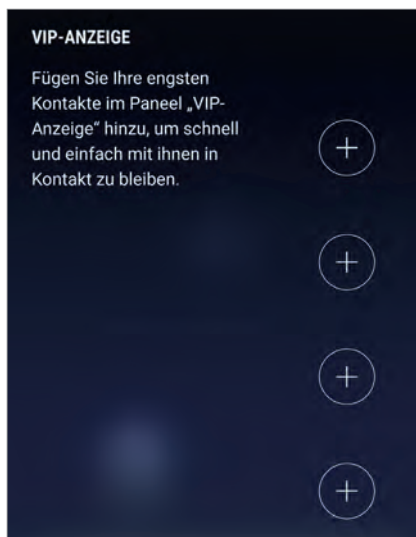 VIP-ANZEIGE
Fügen Sie Ihre engsten
Kontakte im Paneel „VIP-
Anzeige“ hinzu, um schnell
und einfach mit ihnen in
Kontakt zu bleiben.